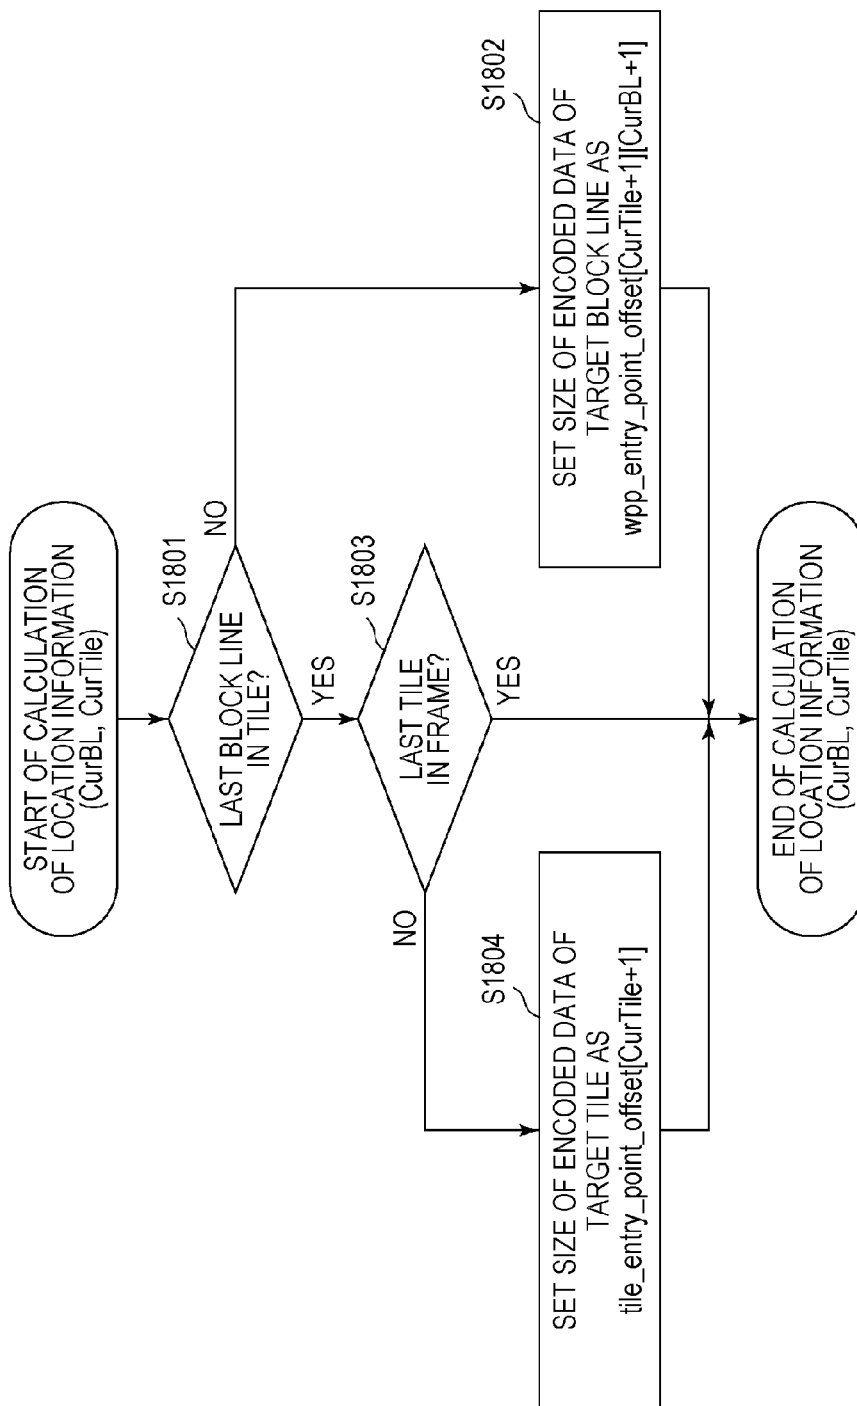 START OF CALCULATION
OF LOCATION INFORMATION
(CurBL, CurTile)
S1801
LAST BLOCK LINE
IN TILE?
NO
YES
S1803
LAST TILE
IN FRAME?
NO
YES
S1804
SET SIZE OF ENCODED DATA OF
TARGET TILE AS
tile_entry_point_offset[CurTile+1]
S1802
SET SIZE OF ENCODED DATA OF
TARGET BLOCK LINE AS
wpp_entry_point_offset[CurTile+1][CurBL+1]
END OF CALCULATION
OF LOCATION INFORMATION
(CurBL, CurTile)